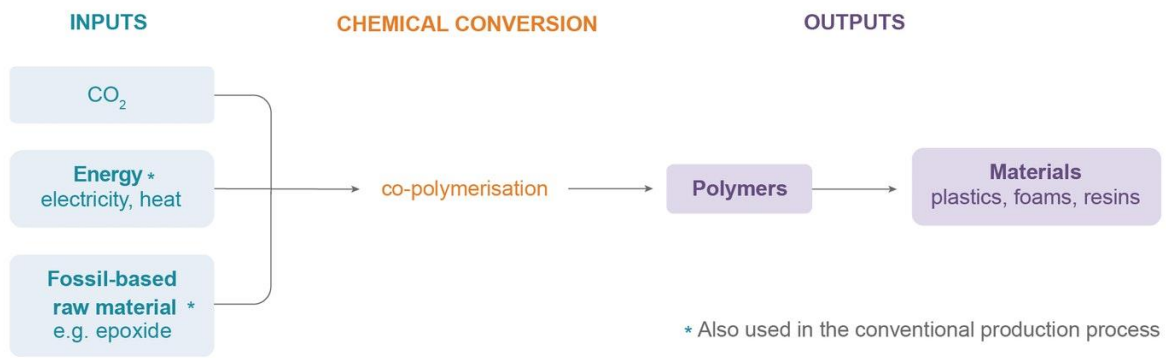 INPUTS
CHEMICAL CONVERSION
OUTPUTS
CO₂
Energy *
electricity, heat
co-polymerisation
Polymers
Materials
plastics, foams, resins
Fossil-based
raw material *
e.g. epoxide
* Also used in the conventional production process